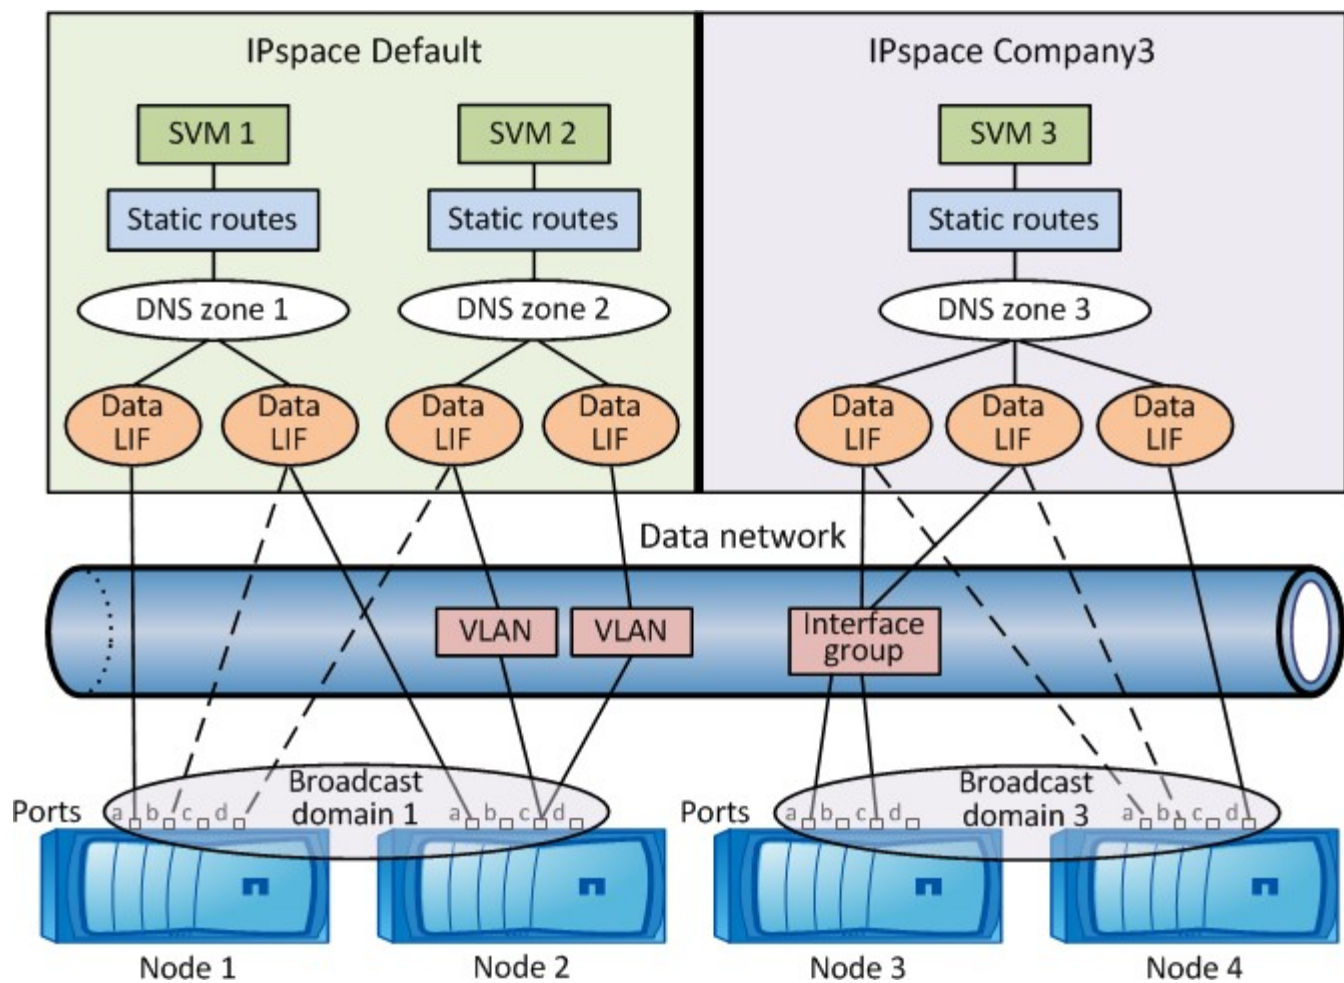 IPspace Default
IPspace Company3
SVM 1
SVM 2
SVM 3
Static routes
Static routes
Static routes
DNS zone 1
DNS zone 2
DNS zone 3
Data
LIF
Data
LIF
Data
LIF
Data
LIF
Data
LIF
Data
LIF
Data
LIF
Data network
VLAN
VLAN
Interface
group
Broadcast
domain 1
Broadcast
domain 3
Ports
a b c d
a b c d
Ports
a b c d
a b c d
Node 1
Node 2
Node 3
Node 4